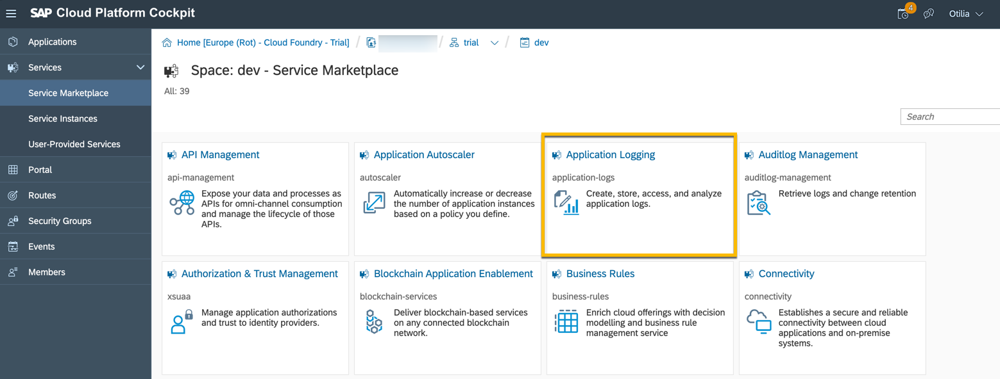 SAP Cloud Platform Cockpit
4
Otilia
Applications
Services
Service Marketplace
Service Instances
User-Provided Services
Portal
Routes
Security Groups
Events
Members
Home [Europe (Rot) - Cloud Foundry - Trial] / / trial / dev
Space: dev - Service Marketplace
All: 39
Search
API Management
api-management
Expose your data and processes as
APIs for omni-channel consumption
and manage the lifecycle of those
APIs.
Application Autoscaler
autoscaler
Automatically increase or decrease
the number of application instances
based on a policy you define.
Application Logging
application-logs
Create, store, access, and analyze
application logs.
Auditlog Management
auditlog-management
Retrieve logs and change retention
Authorization & Trust Management
xsuaa
Manage application authorizations
and trust to identity providers.
Blockchain Application Enablement
blockchain-services
Deliver blockchain-based services
on any connected blockchain
network.
Business Rules
business-rules
Enrich cloud offerings with decision
modelling and business rule
management service
Connectivity
connectivity
Establishes a secure and reliable
connectivity between cloud
applications and on-premise
systems.